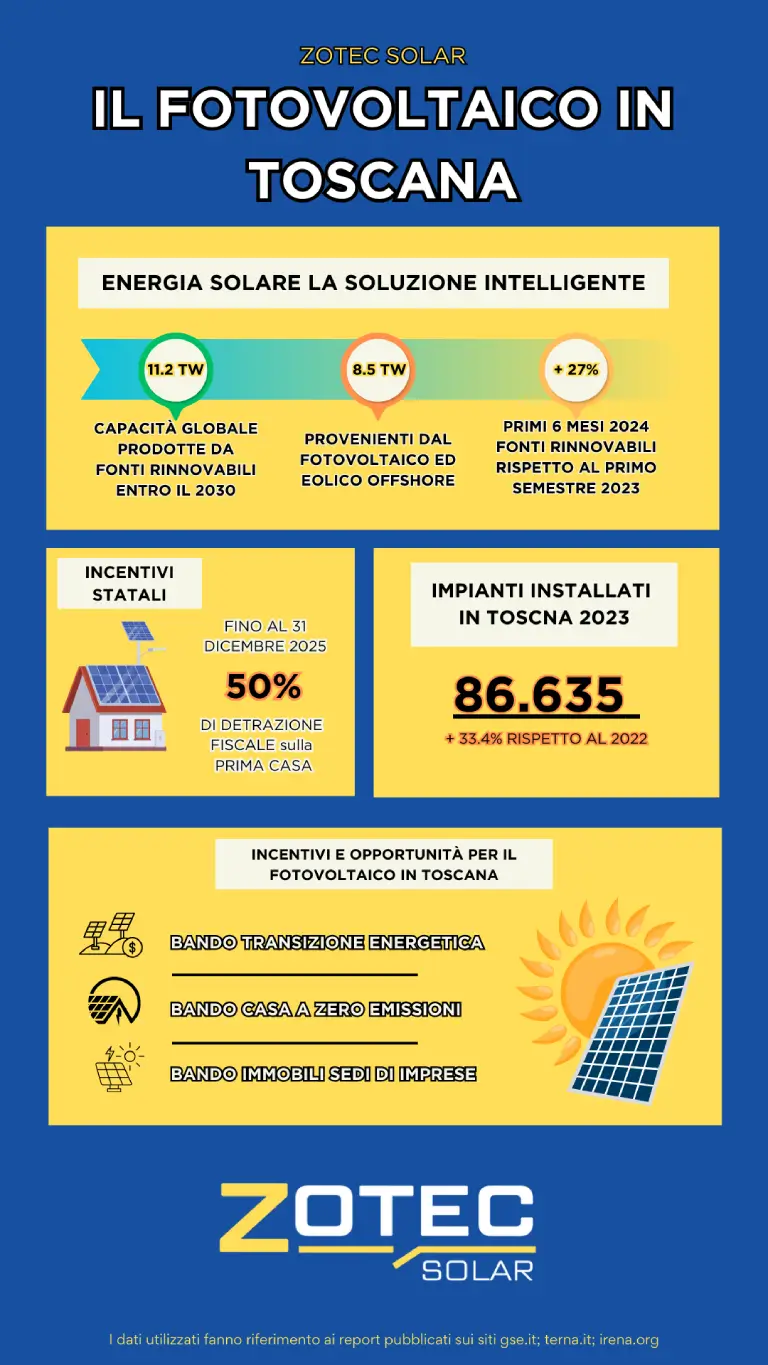 ZOTEC SOLAR
IL FOTOVOLTAICO IN
TOSCANA
ENERGIA SOLARE LA SOLUZIONE INTELLIGENTE
11.2 TW
8.5 TW
+ 27%
CAPACITÀ GLOBALE
PRODOTTE DA
FONTI RINNOVABILI
ENTRO IL 2030
PROVENIENTI DAL
FOTOVOLTAICO ED
EOLICO OFFSHORE
PRIMI 6 MESI 2024
FONTI RINNOVABILI
RISPETTO AL PRIMO
SEMESTRE 2023
INCENTIVI
STATALI
FINO AL 31
DICEMBRE 2025
50%
DI DETRAZIONE
FISCALE sulla
PRIMA CASA
IMPIANTI INSTALLATI
IN TOSCNA 2023
86.635
+ 33.4% RISPETTO AL 2022
INCENTIVI E OPPORTUNITÀ PER IL
FOTOVOLTAICO IN TOSCANA
$
BANDO TRANSIZIONE ENERGETICA
BANDO CASA A ZERO EMISSIONI
BANDO IMMOBILI SEDI DI IMPRESE
ZOTEC
SOLAR
I dati utilizzati fanno riferimento ai report pubblicati sui siti gse.it; terna.it; irena.org